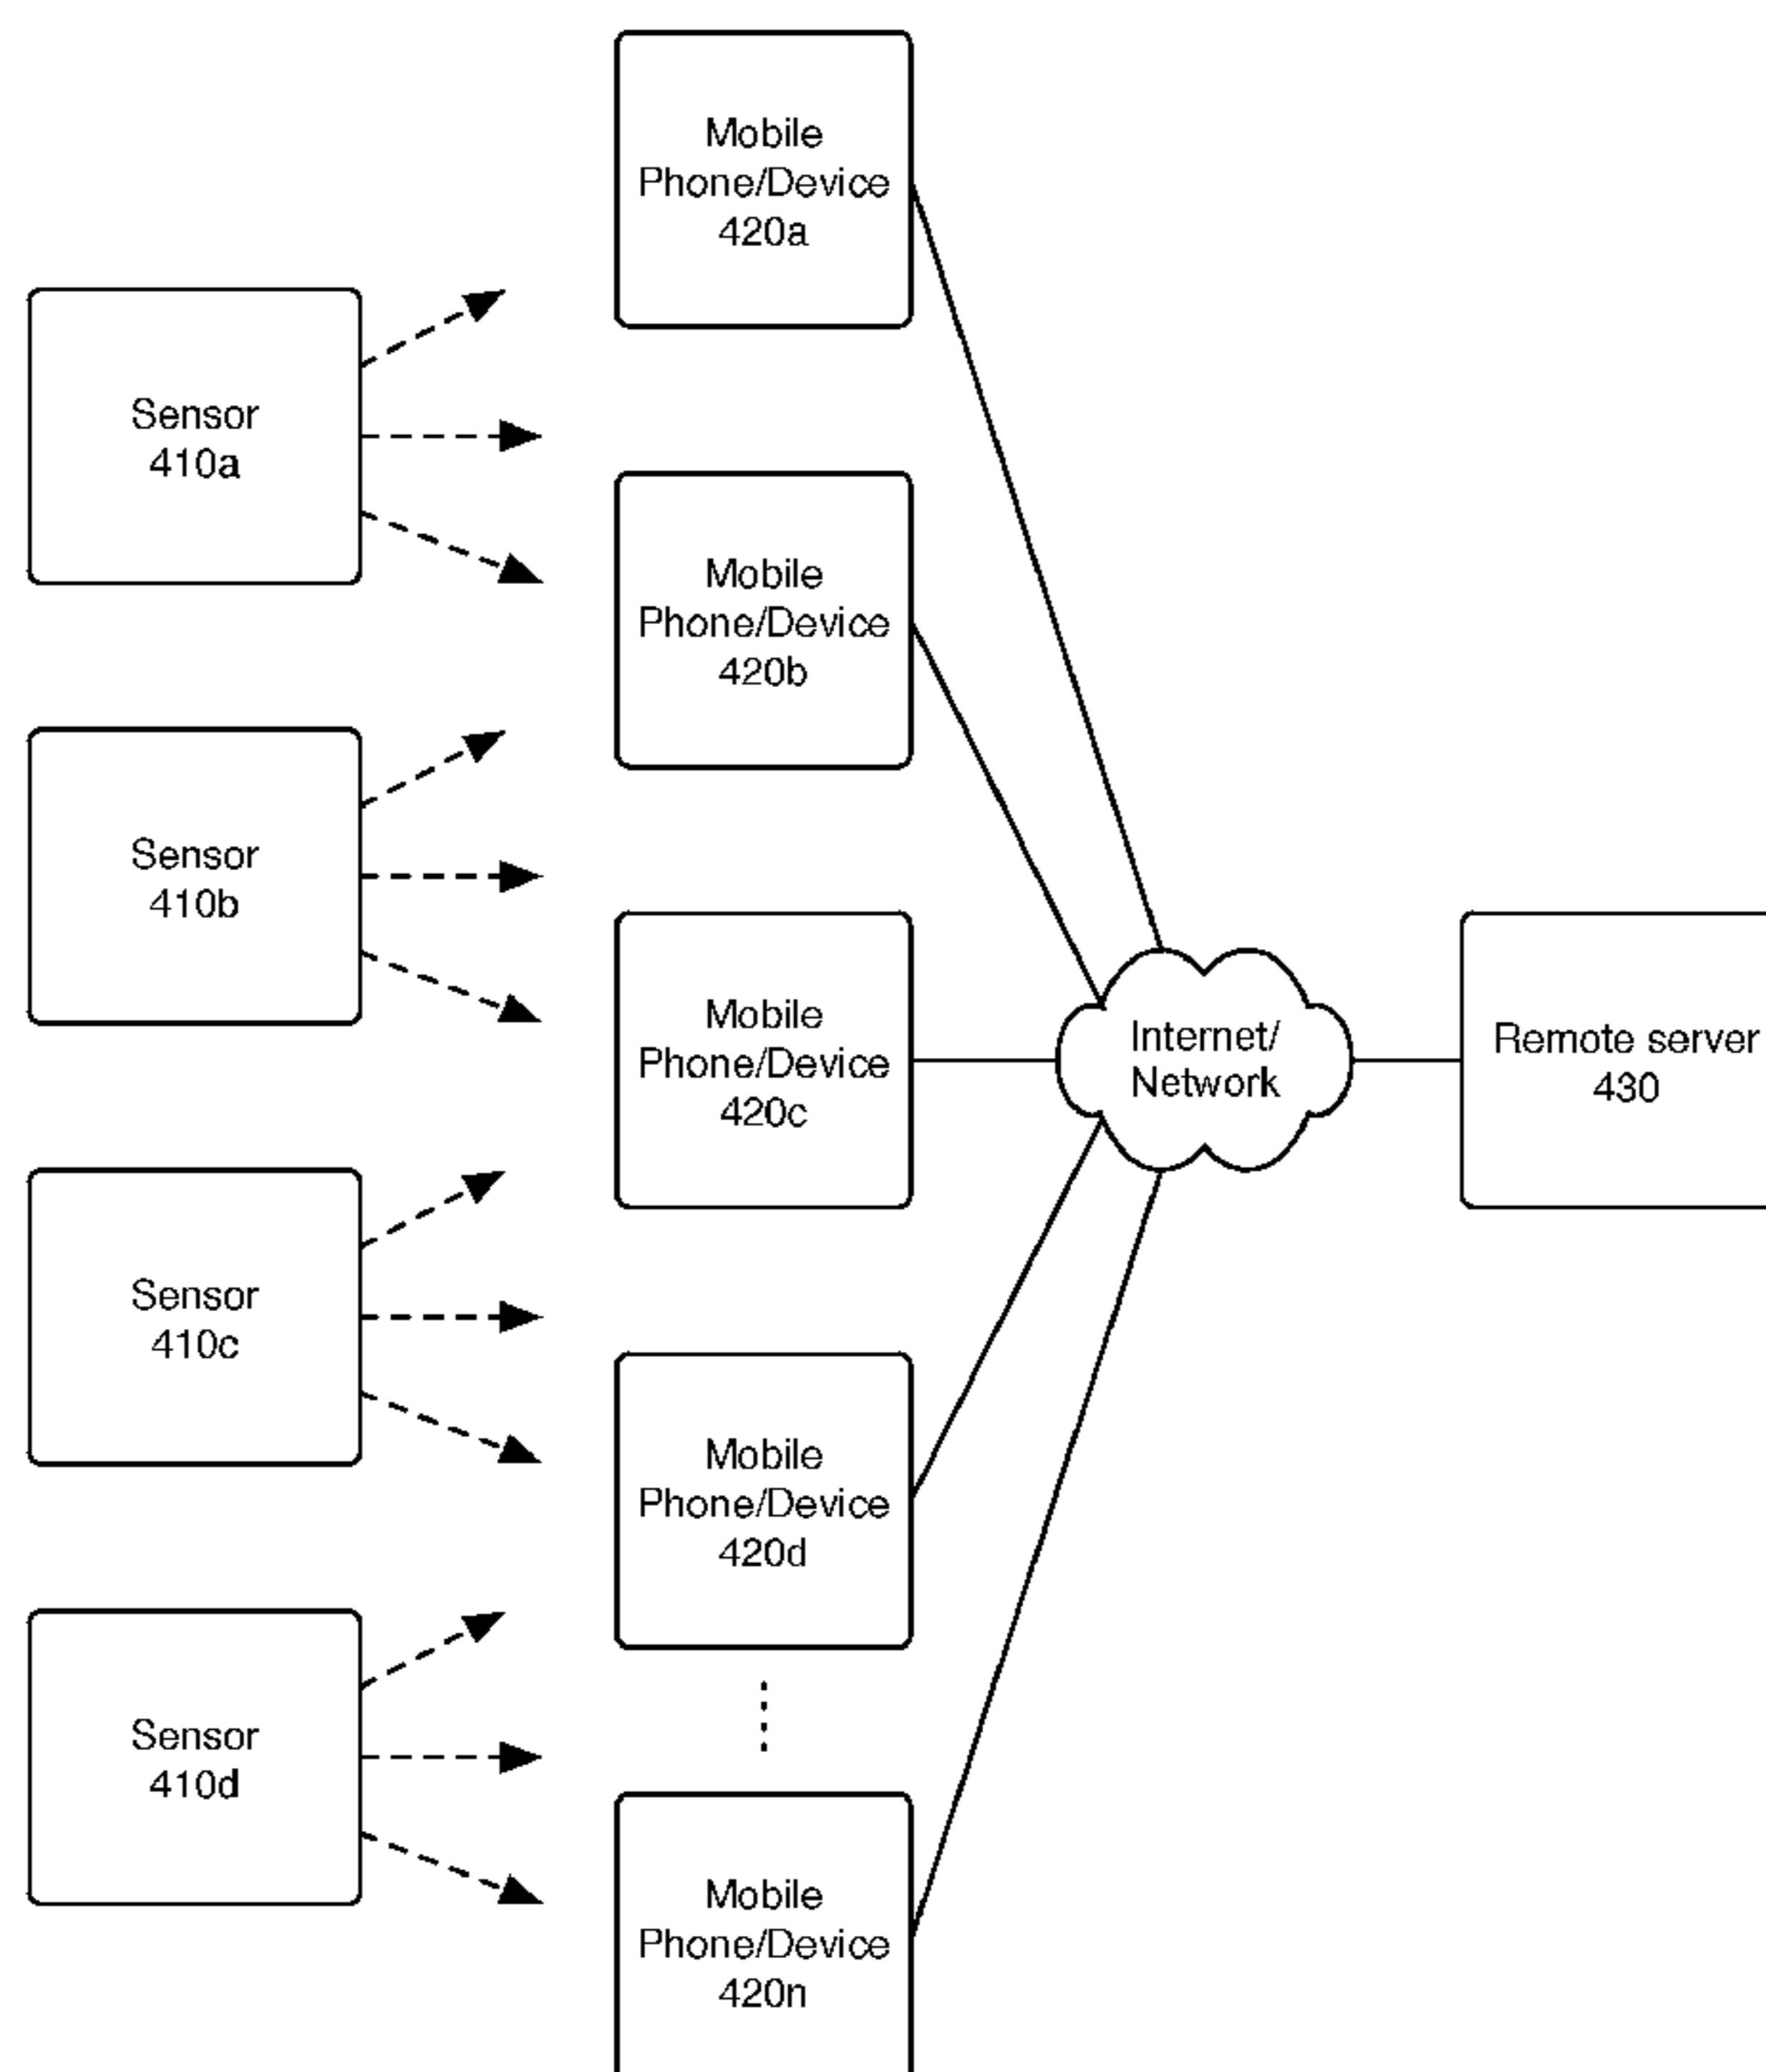 Mobile
Phone/Device
420a
Sensor
410a
Mobile
Phone/Device
420b
Sensor
410b
Mobile
Phone/Device
420c
Internet/
Network
Remote server
430
Sensor
410c
Mobile
Phone/Device
420d
Sensor
410d
Mobile
Phone/Device
420n